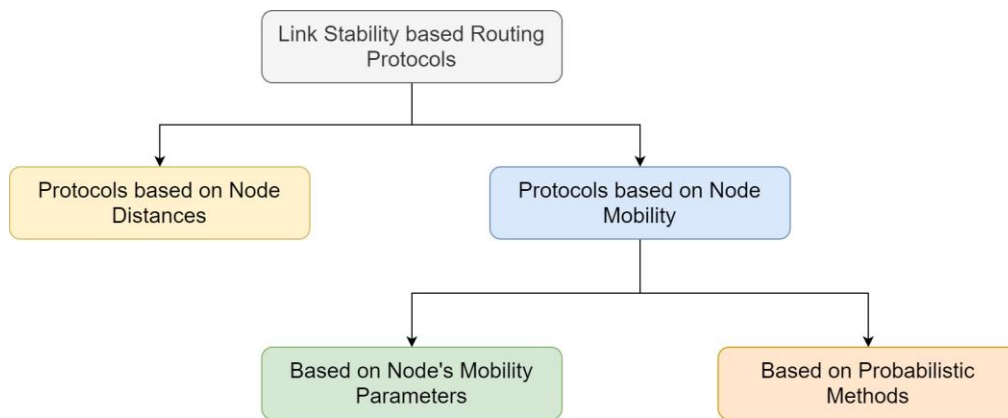 Link Stability based Routing
Protocols
Protocols based on Node
Distances
Protocols based on Node
Mobility
Based on Node's Mobility
Parameters
Based on Probabilistic
Methods